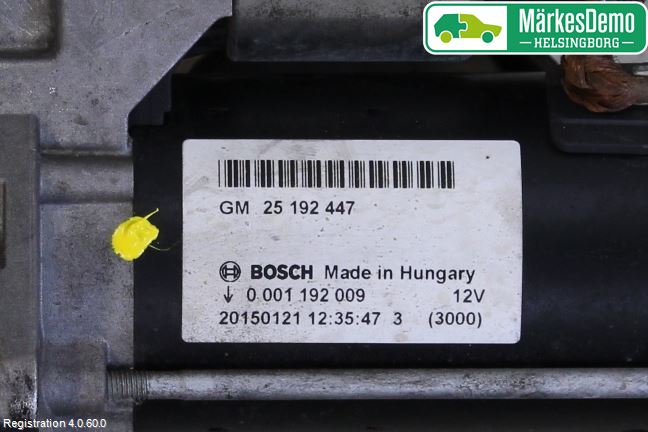 MärkesDemo
HELSINGBORG
GM 25 192 447
BOSCH Made in Hungary
0 001 192 009 12V
20150121 12:35:47 3 (3000)
Registration 4.0.60.0